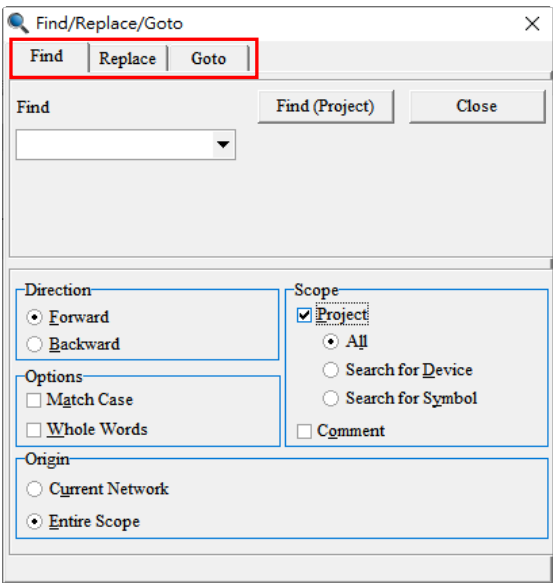 Find/Replace/Goto
Find Replace Goto
Find Find (Project) Close
Direction
Forward
Backward
Scope
Project
All
Search for Device
Search for Symbol
Comment
Options
Match Case
Whole Words
Origin
Current Network
Entire Scope